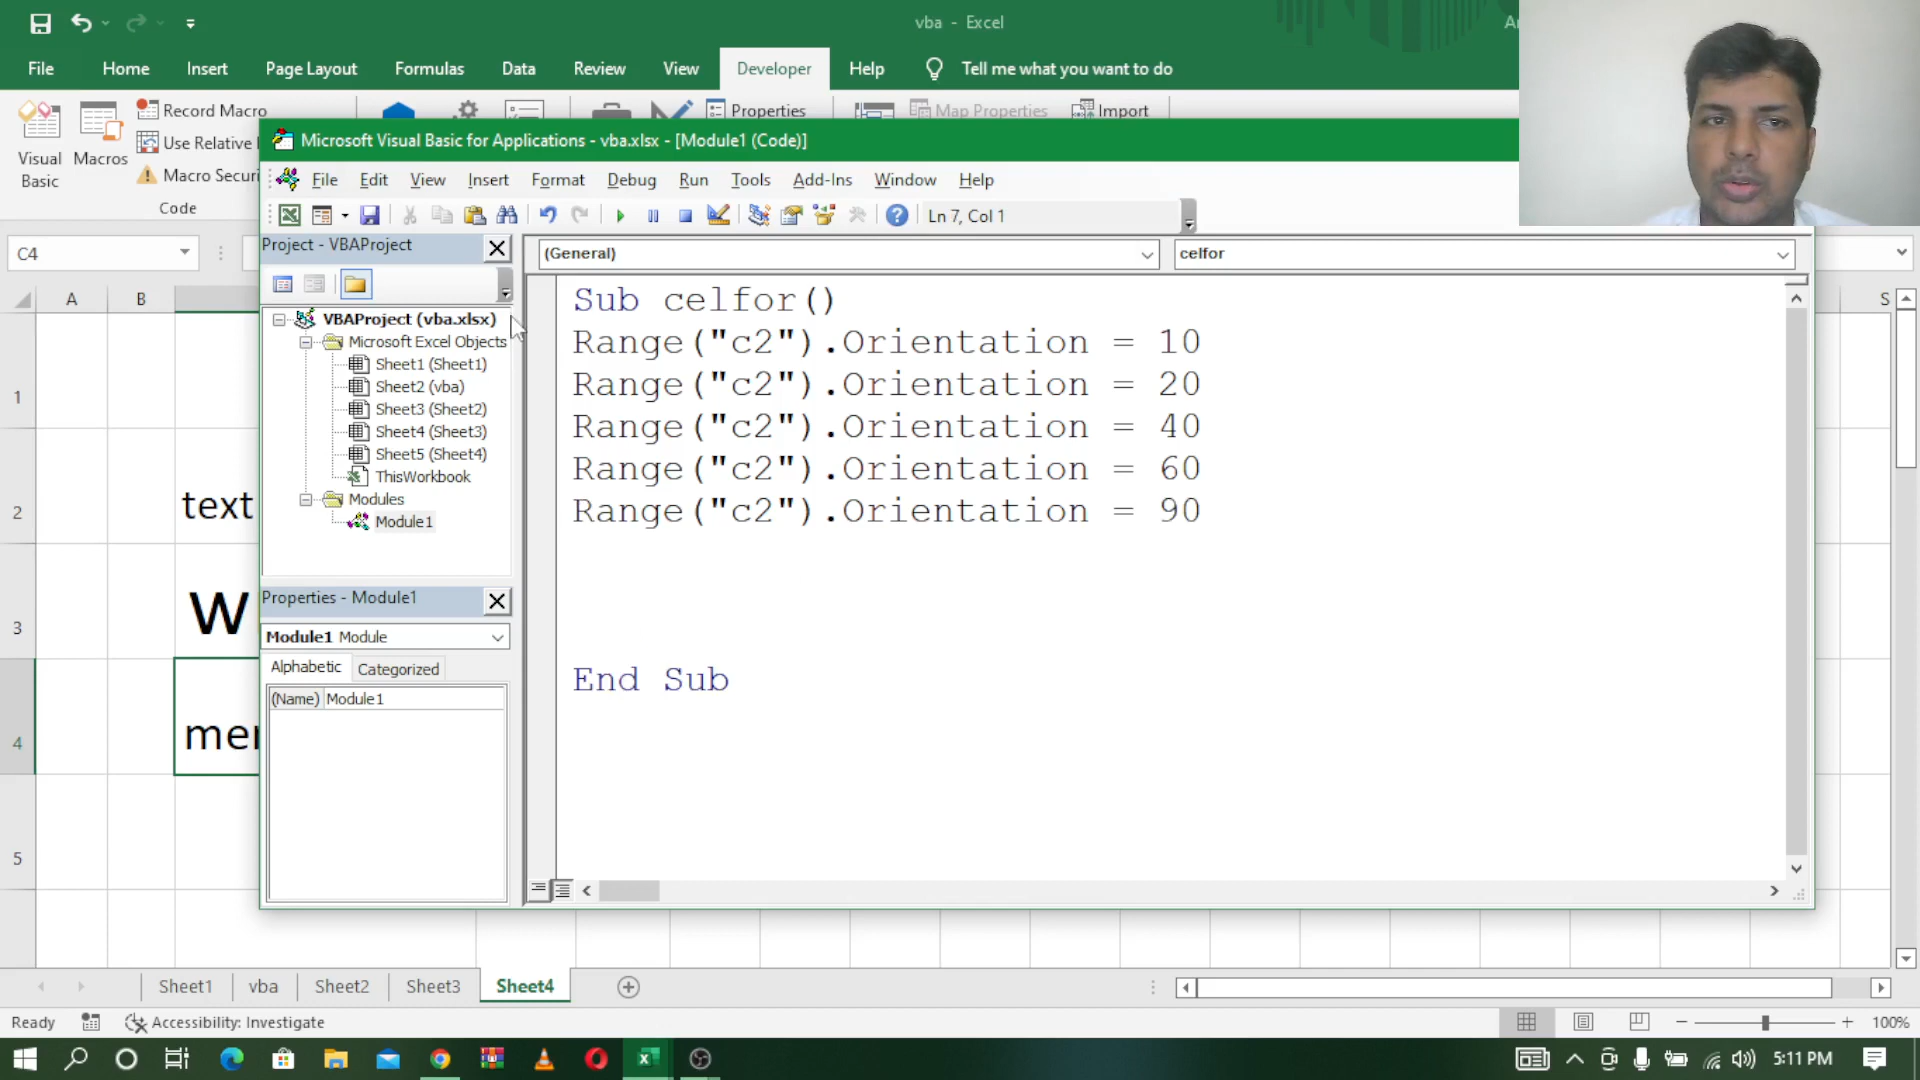 vba - Excel
File Home Insert Page Layout Formulas Data Review View Developer Help Tell me what you want to do
Visual Basic
Macros
Record Macro
Use Relative
Macro Securi
Code
Properties
Map Properties
Import
Microsoft Visual Basic for Applications - vba.xlsx - [Module1 (Code)]
File Edit View Insert Format Debug Run Tools Add-Ins Window Help
Ln 7, Col 1
C4
Project - VBAProject
(General)
celfor
A B S
VBAProject (vba.xlsx)
Microsoft Excel Objects
Sheet1 (Sheet1)
Sheet2 (vba)
Sheet3 (Sheet2)
Sheet4 (Sheet3)
Sheet5 (Sheet4)
ThisWorkbook
Modules
Module1
Properties - Module1
Module1 Module
Alphabetic Categorized
(Name) Module1
Sub celfor()
Range("c2").Orientation = 10
Range("c2").Orientation = 20
Range("c2").Orientation = 40
Range("c2").Orientation = 60
Range("c2").Orientation = 90
End Sub
1
2 text
3 W
4 mer
5
Sheet1 vba Sheet2 Sheet3 Sheet4
Ready Accessibility: Investigate 100%
5:11 PM